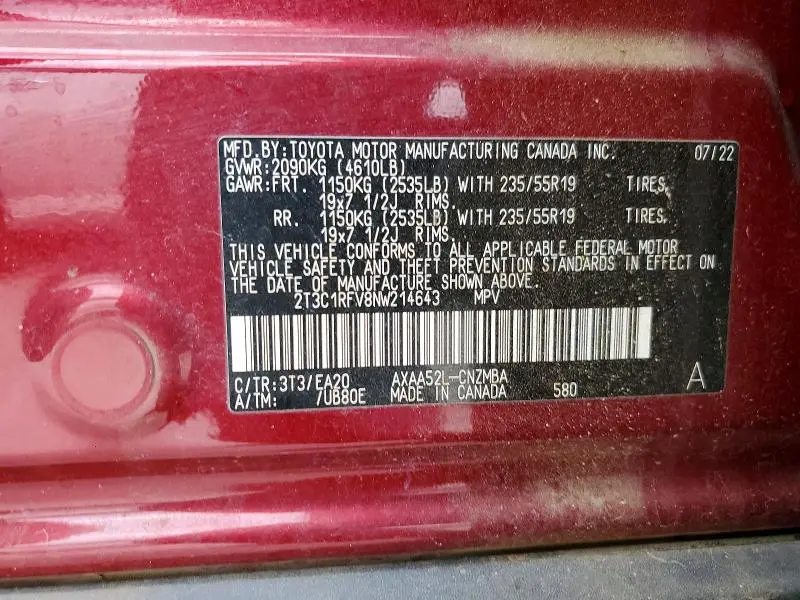 MFD.BY:TOYOTA MOTOR MANUFACTURING CANADA INC. 07/22
GVWR:2090KG (4610LB)
GAWR:FRT. 1150KG (2535LB) WITH 235/55R19 TIRES,
19x7 1/2J RIMS.
RR. 1150KG (2535LB) WITH 235/55R19 TIRES,
19x7 1/2J RIMS.
THIS VEHICLE CONFORMS TO ALL APPLICABLE FEDERAL MOTOR
VEHICLE SAFETY AND THEFT PREVENTION STANDARDS IN EFFECT ON
THE DATE OF MANUFACTURE SHOWN ABOVE.
2T3C1RFV8NW214643 MPV
C/TR:3T3/EA20 AXAA52L-CNZMBA
A/TM: /UB80E MADE IN CANADA 580 A